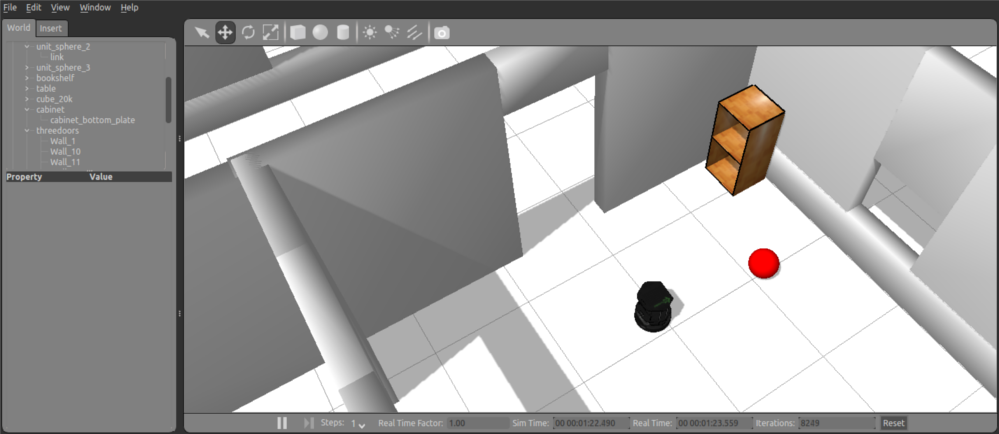 File Edit View Window Help
World Insert
unit_sphere_2
link
unit_sphere_3
bookshelf
table
cube_20k
cabinet
cabinet_bottom_plate
threedoors
Wall_1
Wall_10
Wall_11
Property Value
Steps: 1 Real Time Factor: 1.00 Sim Time: 00 00:01:22.490 Real Time: 00 00:01:23.559 Iterations: 8249 Reset